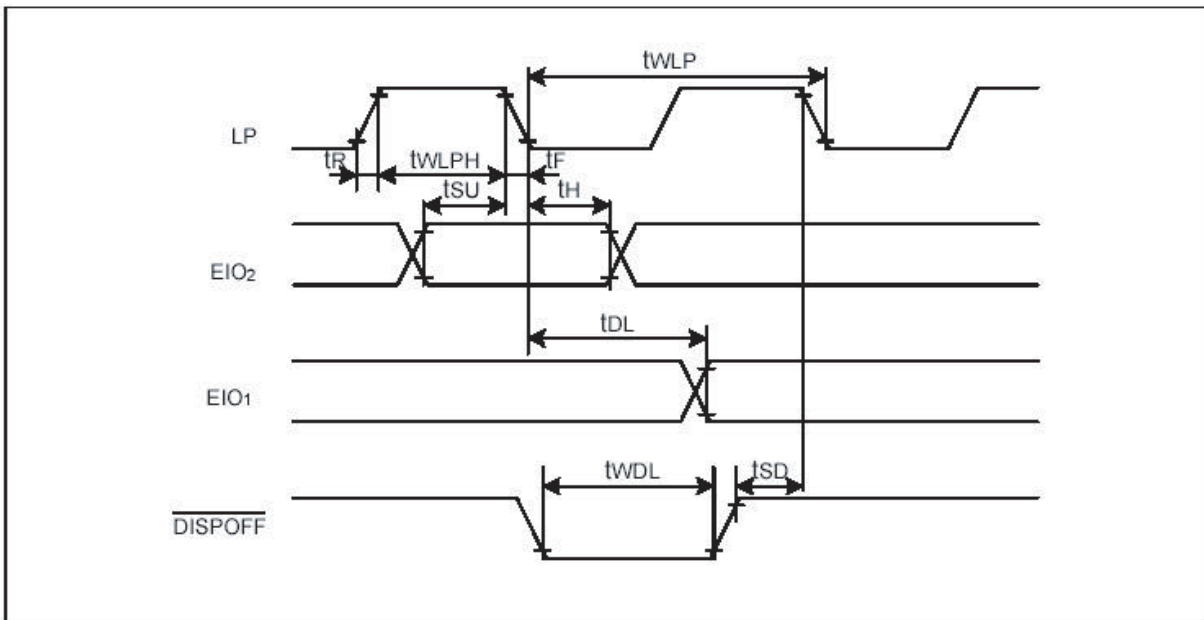 tWLP
LP
tR tWLPH tF
tSU tH
EIO2
tDL
EIO1
tWDL tSD
DISPOFF